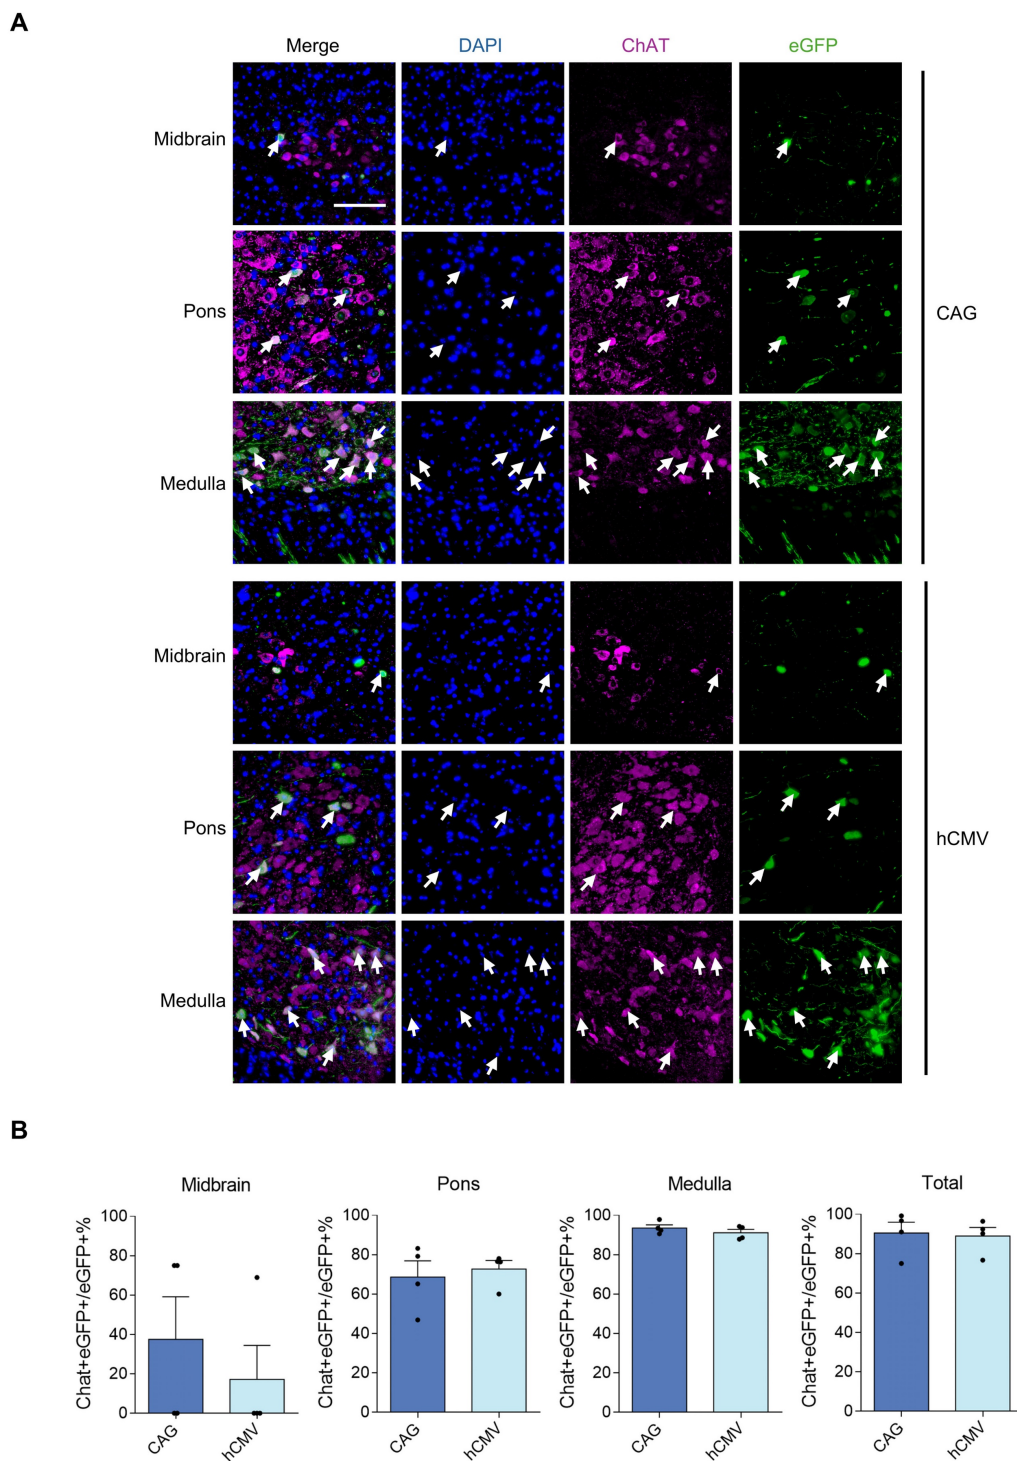 A
Merge DAPI ChAT eGFP
Midbrain
Pons
CAG
Medulla
Midbrain
Pons
hCMV
Medulla
B
Midbrain
Chat+eGFP+/eGFP+%
100
80
60
40
20
0
CAG hCMV
Pons
Chat+eGFP+/eGFP+%
100
80
60
40
20
0
CAG hCMV
Medulla
Chat+eGFP+/eGFP+%
100
80
60
40
20
0
CAG hCMV
Total
Chat+eGFP+/eGFP+%
100
80
60
40
20
0
CAG hCMV